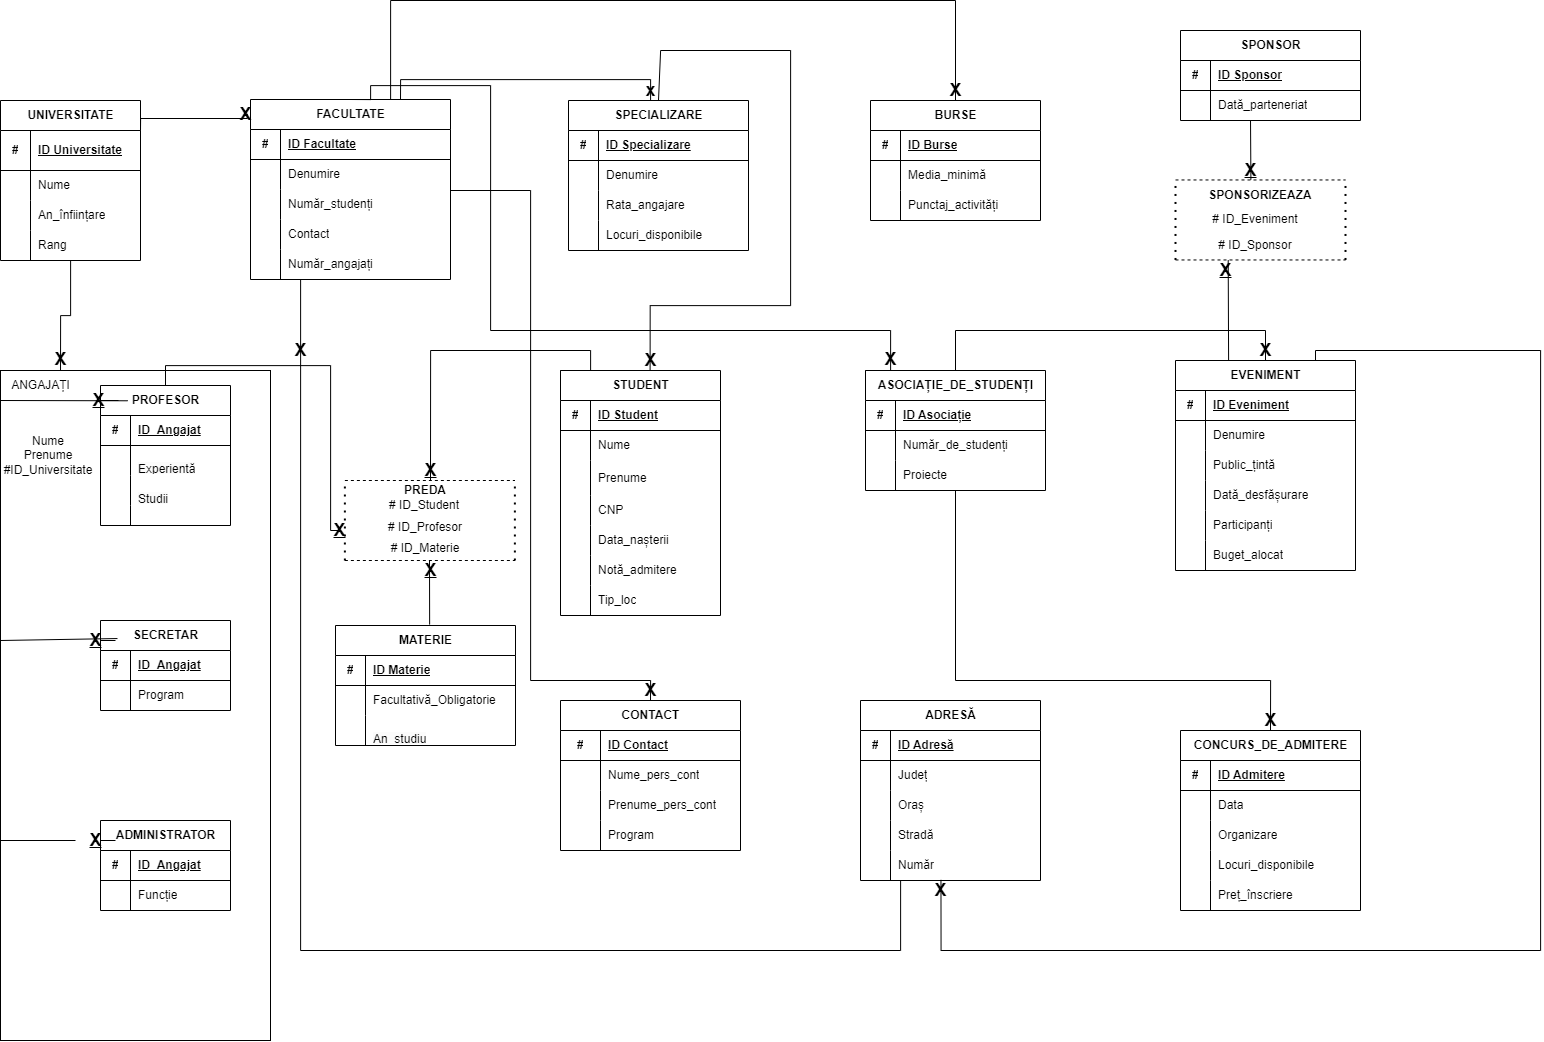 UNIVERSITATE
# ID Universitate
Nume
An_înființare
Rang
X
FACULTATE
# ID Facultate
Denumire
Număr_studenți
Contact
Număr_angajați
X
SPECIALIZARE
# ID Specializare
Denumire
Rata_angajare
Locuri_disponibile
X
BURSE
# ID Burse
Media_minimă
Punctaj_activități
SPONSOR
# ID Sponsor
Dată_parteneriat
X
SPONSORIZEAZA
# ID_Eveniment
# ID_Sponsor
X
X
ANGAJAȚI
Nume
Prenume
#ID_Universitate
X
PROFESOR
# ID_Angajat
Experientă
Studii
X
SECRETAR
# ID_Angajat
Program
X
ADMINISTRATOR
# ID_Angajat
Funcție
X
X
PREDA
# ID_Student
# ID_Profesor
# ID_Materie
X
X
MATERIE
# ID Materie
Facultativă_Obligatorie
An_studiu
X
STUDENT
# ID Student
Nume
Prenume
CNP
Data_nașterii
Notă_admitere
Tip_loc
X
CONTACT
# ID Contact
Nume_pers_cont
Prenume_pers_cont
Program
X
ASOCIAȚIE_DE_STUDENȚI
# ID Asociație
Număr_de_studenți
Proiecte
ADRESĂ
# ID Adresă
Județ
Oraș
Stradă
Număr
X
X
EVENIMENT
# ID Eveniment
Denumire
Public_țintă
Dată_desfășurare
Participanți
Buget_alocat
X
CONCURS_DE_ADMITERE
# ID Admitere
Data
Organizare
Locuri_disponibile
Preț_înscriere